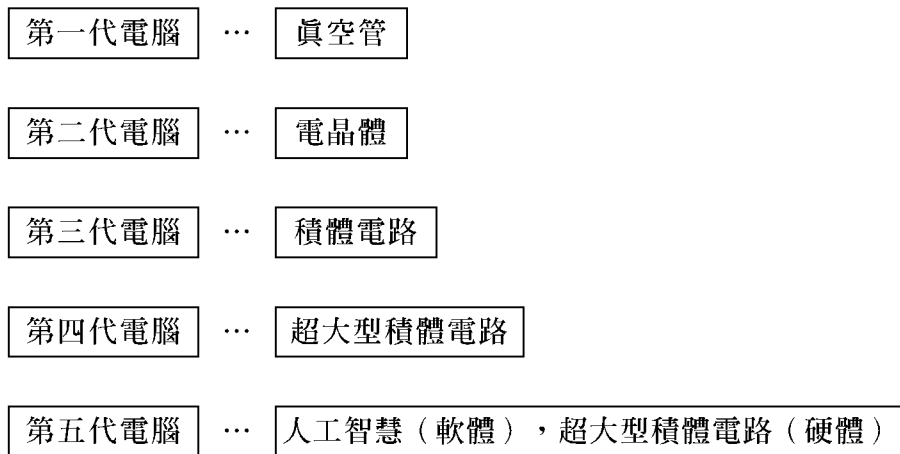 第一代電腦 … 眞空管
第二代電腦 … 電晶體
第三代電腦 … 積體電路
第四代電腦 … 超大型積體電路
第五代電腦 … 人工智慧(軟體),超大型積體電路(硬體)